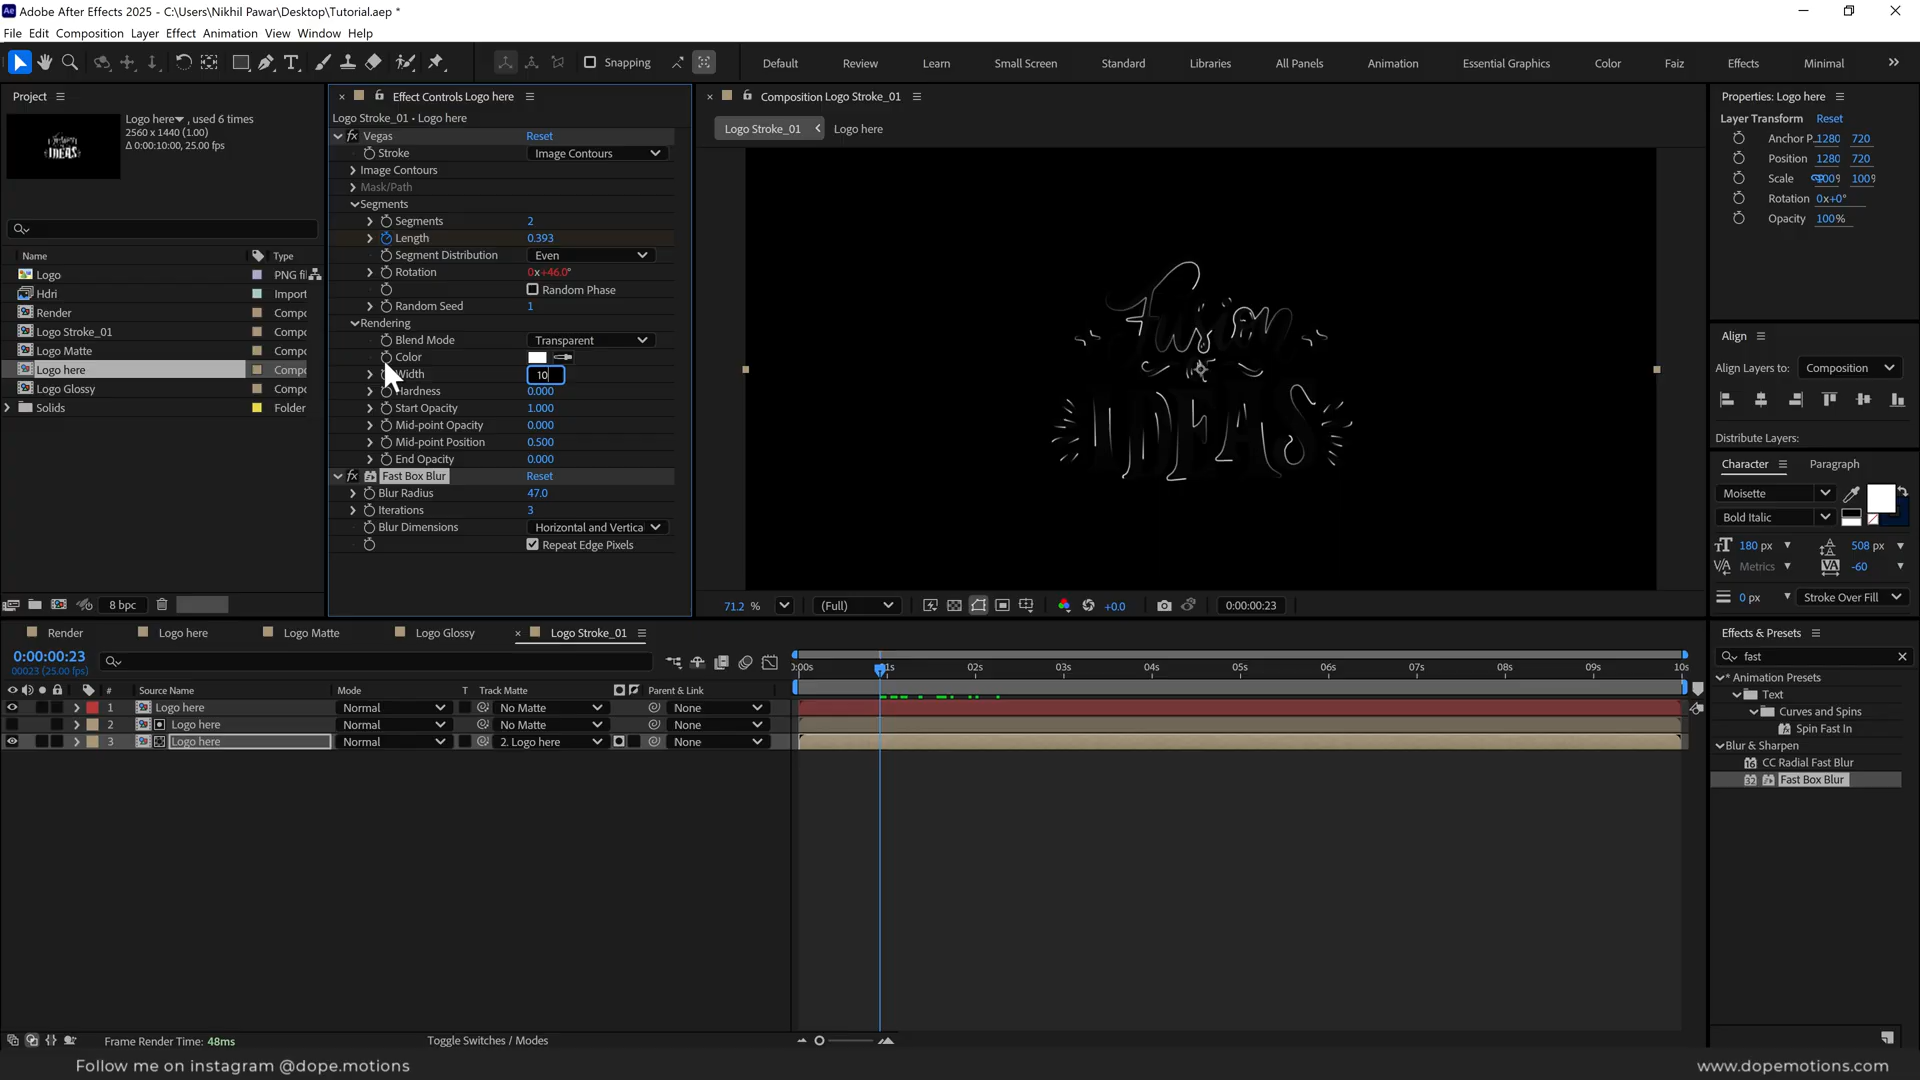 Adobe After Effects 2025 - C:\Users\Nikhil Pawar\Desktop\Tutorial.aep *
File Edit Composition Layer Effect Animation View Window Help
Snapping
Default Review Learn Small Screen Standard Libraries All Panels Animation Essential Graphics Color Faiz Effects Minimal
Project
Logo here , used 6 times
2560 x 1440 (1.00)
Δ 0:00:10:00, 25.00 fps
Name Type
Logo PNG fil
Hdri Import
Render Compo
Logo Stroke_01 Compo
Logo Matte Compo
Logo here Compo
Logo Glossy Compo
Solids Folder
8 bpc
Effect Controls Logo here
Logo Stroke_01 • Logo here
fx Vegas Reset
Stroke Image Contours
Image Contours
Mask/Path
Segments
Segments 2
Length 0.393
Segment Distribution Even
Rotation 0x+46.0°
Random Phase
Random Seed 1
Rendering
Blend Mode Transparent
Color
Width 10
Hardness 0.000
Start Opacity 1.000
Mid-point Opacity 0.000
Mid-point Position 0.500
End Opacity 0.000
fx Fast Box Blur Reset
Blur Radius 47.0
Iterations 3
Blur Dimensions Horizontal and Vertica
Repeat Edge Pixels
Composition Logo Stroke_01
Logo Stroke_01 Logo here
Fusion
IDEAS
71.2 % (Full) +0.0 0:00:00:23
Properties: Logo here
Layer Transform Reset
Anchor P... 1280 720
Position 1280 720
Scale 100% 100%
Rotation 0x+0°
Opacity 100%
Align
Align Layers to: Composition
Distribute Layers:
Character Paragraph
Moisette
Bold Italic
180 px 508 px
Metrics -60
0 px Stroke Over Fill
Effects & Presets
fast
* Animation Presets
Text
Curves and Spins
Spin Fast In
Blur & Sharpen
CC Radial Fast Blur
Fast Box Blur
Render Logo here Logo Matte Logo Glossy Logo Stroke_01
0:00:00:23
00023 (25.00 fps)
# Source Name Mode T Track Matte Parent & Link
1 Logo here Normal No Matte None
2 Logo here Normal No Matte None
3 Logo here Normal 2. Logo here None
0:00s 01s 02s 03s 04s 05s 06s 07s 08s 09s 10s
Frame Render Time: 48ms
Toggle Switches / Modes
Follow me on instagram @dope.motions
www.dopemotions.com